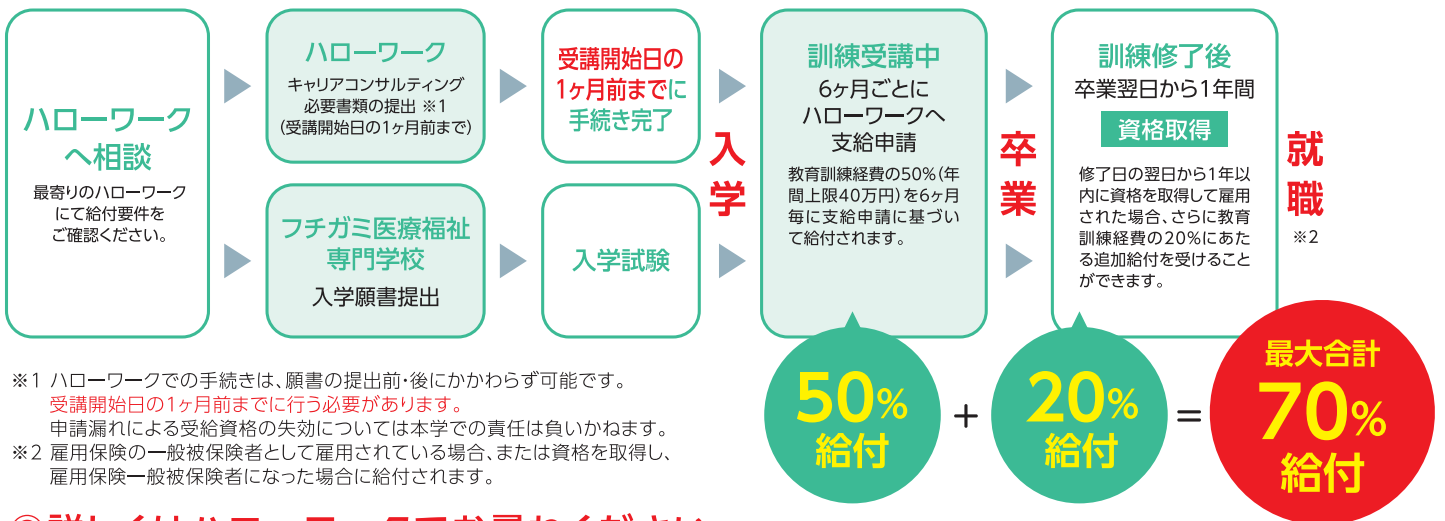 ハローワーク
へ相談
最寄りのハローワーク
にて給付要件を
ご確認ください。
ハローワーク
キャリアコンサルティング
必要書類の提出 ※1
(受講開始日の1ヶ月前まで)
フチガミ医療福祉
専門学校
入学願書提出
受講開始日の
1ヶ月前までに
手続き完了
入学試験
入学
訓練受講中
6ヶ月ごとに
ハローワークへ
支給申請
教育訓練経費の50%(年
間上限40万円)を6ヶ月
毎に支給申請に基づい
て給付されます。
卒業
訓練修了後
卒業翌日から1年間
資格取得
修了日の翌日から1年以
内に資格を取得して雇用
された場合、さらに教育
訓練経費の20%にあた
る追加給付を受けること
ができます。
就職
※2
50%
給付
+
20%
給付
=
最大合計
70%
給付
※1 ハローワークでの手続きは、願書の提出前・後にかかわらず可能です。
受講開始日の1ヶ月前までに行う必要があります。
申請漏れによる受給資格の失効については本学での責任は負いかねます。
※2 雇用保険の一般被保険者として雇用されている場合、または資格を取得し、
雇用保険一般被保険者になった場合に給付されます。
詳しくはハローワークでお尋ねください